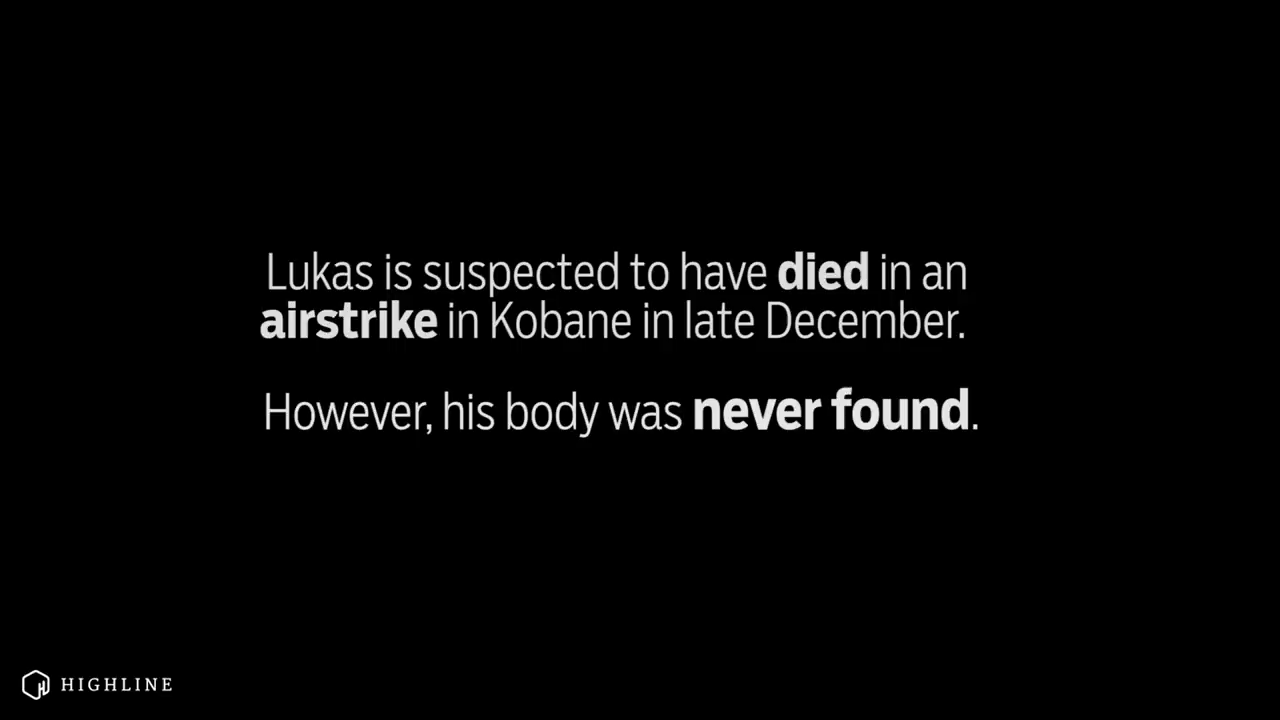 Lukas is suspected to have died in an
airstrike in Kobane in late December.
However, his body was never found.
HIGHLINE